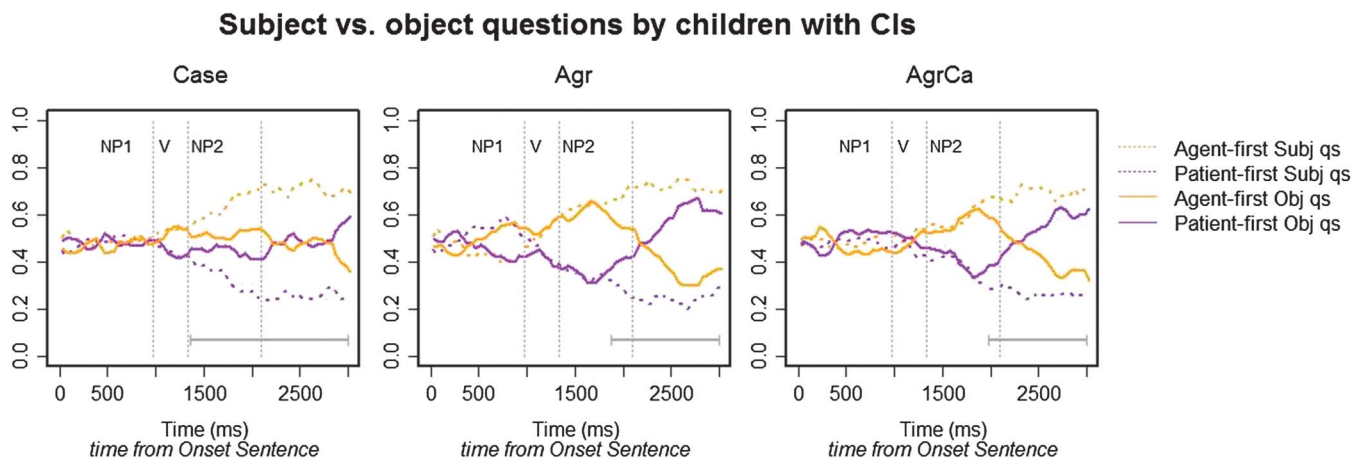 Subject vs. object questions by children with CIs
Case
Agr
AgrCa
NP1 V NP2
NP1 V NP2
NP1 V NP2
1.0
0.8
0.6
0.4
0.2
0.0
1.0
0.8
0.6
0.4
0.2
0.0
1.0
0.8
0.6
0.4
0.2
0.0
0 500 1500 2500
0 500 1500 2500
0 500 1500 2500
Time (ms)
time from Onset Sentence
Time (ms)
time from Onset Sentence
Time (ms)
time from Onset Sentence
Agent-first Subj qs
Patient-first Subj qs
Agent-first Obj qs
Patient-first Obj qs